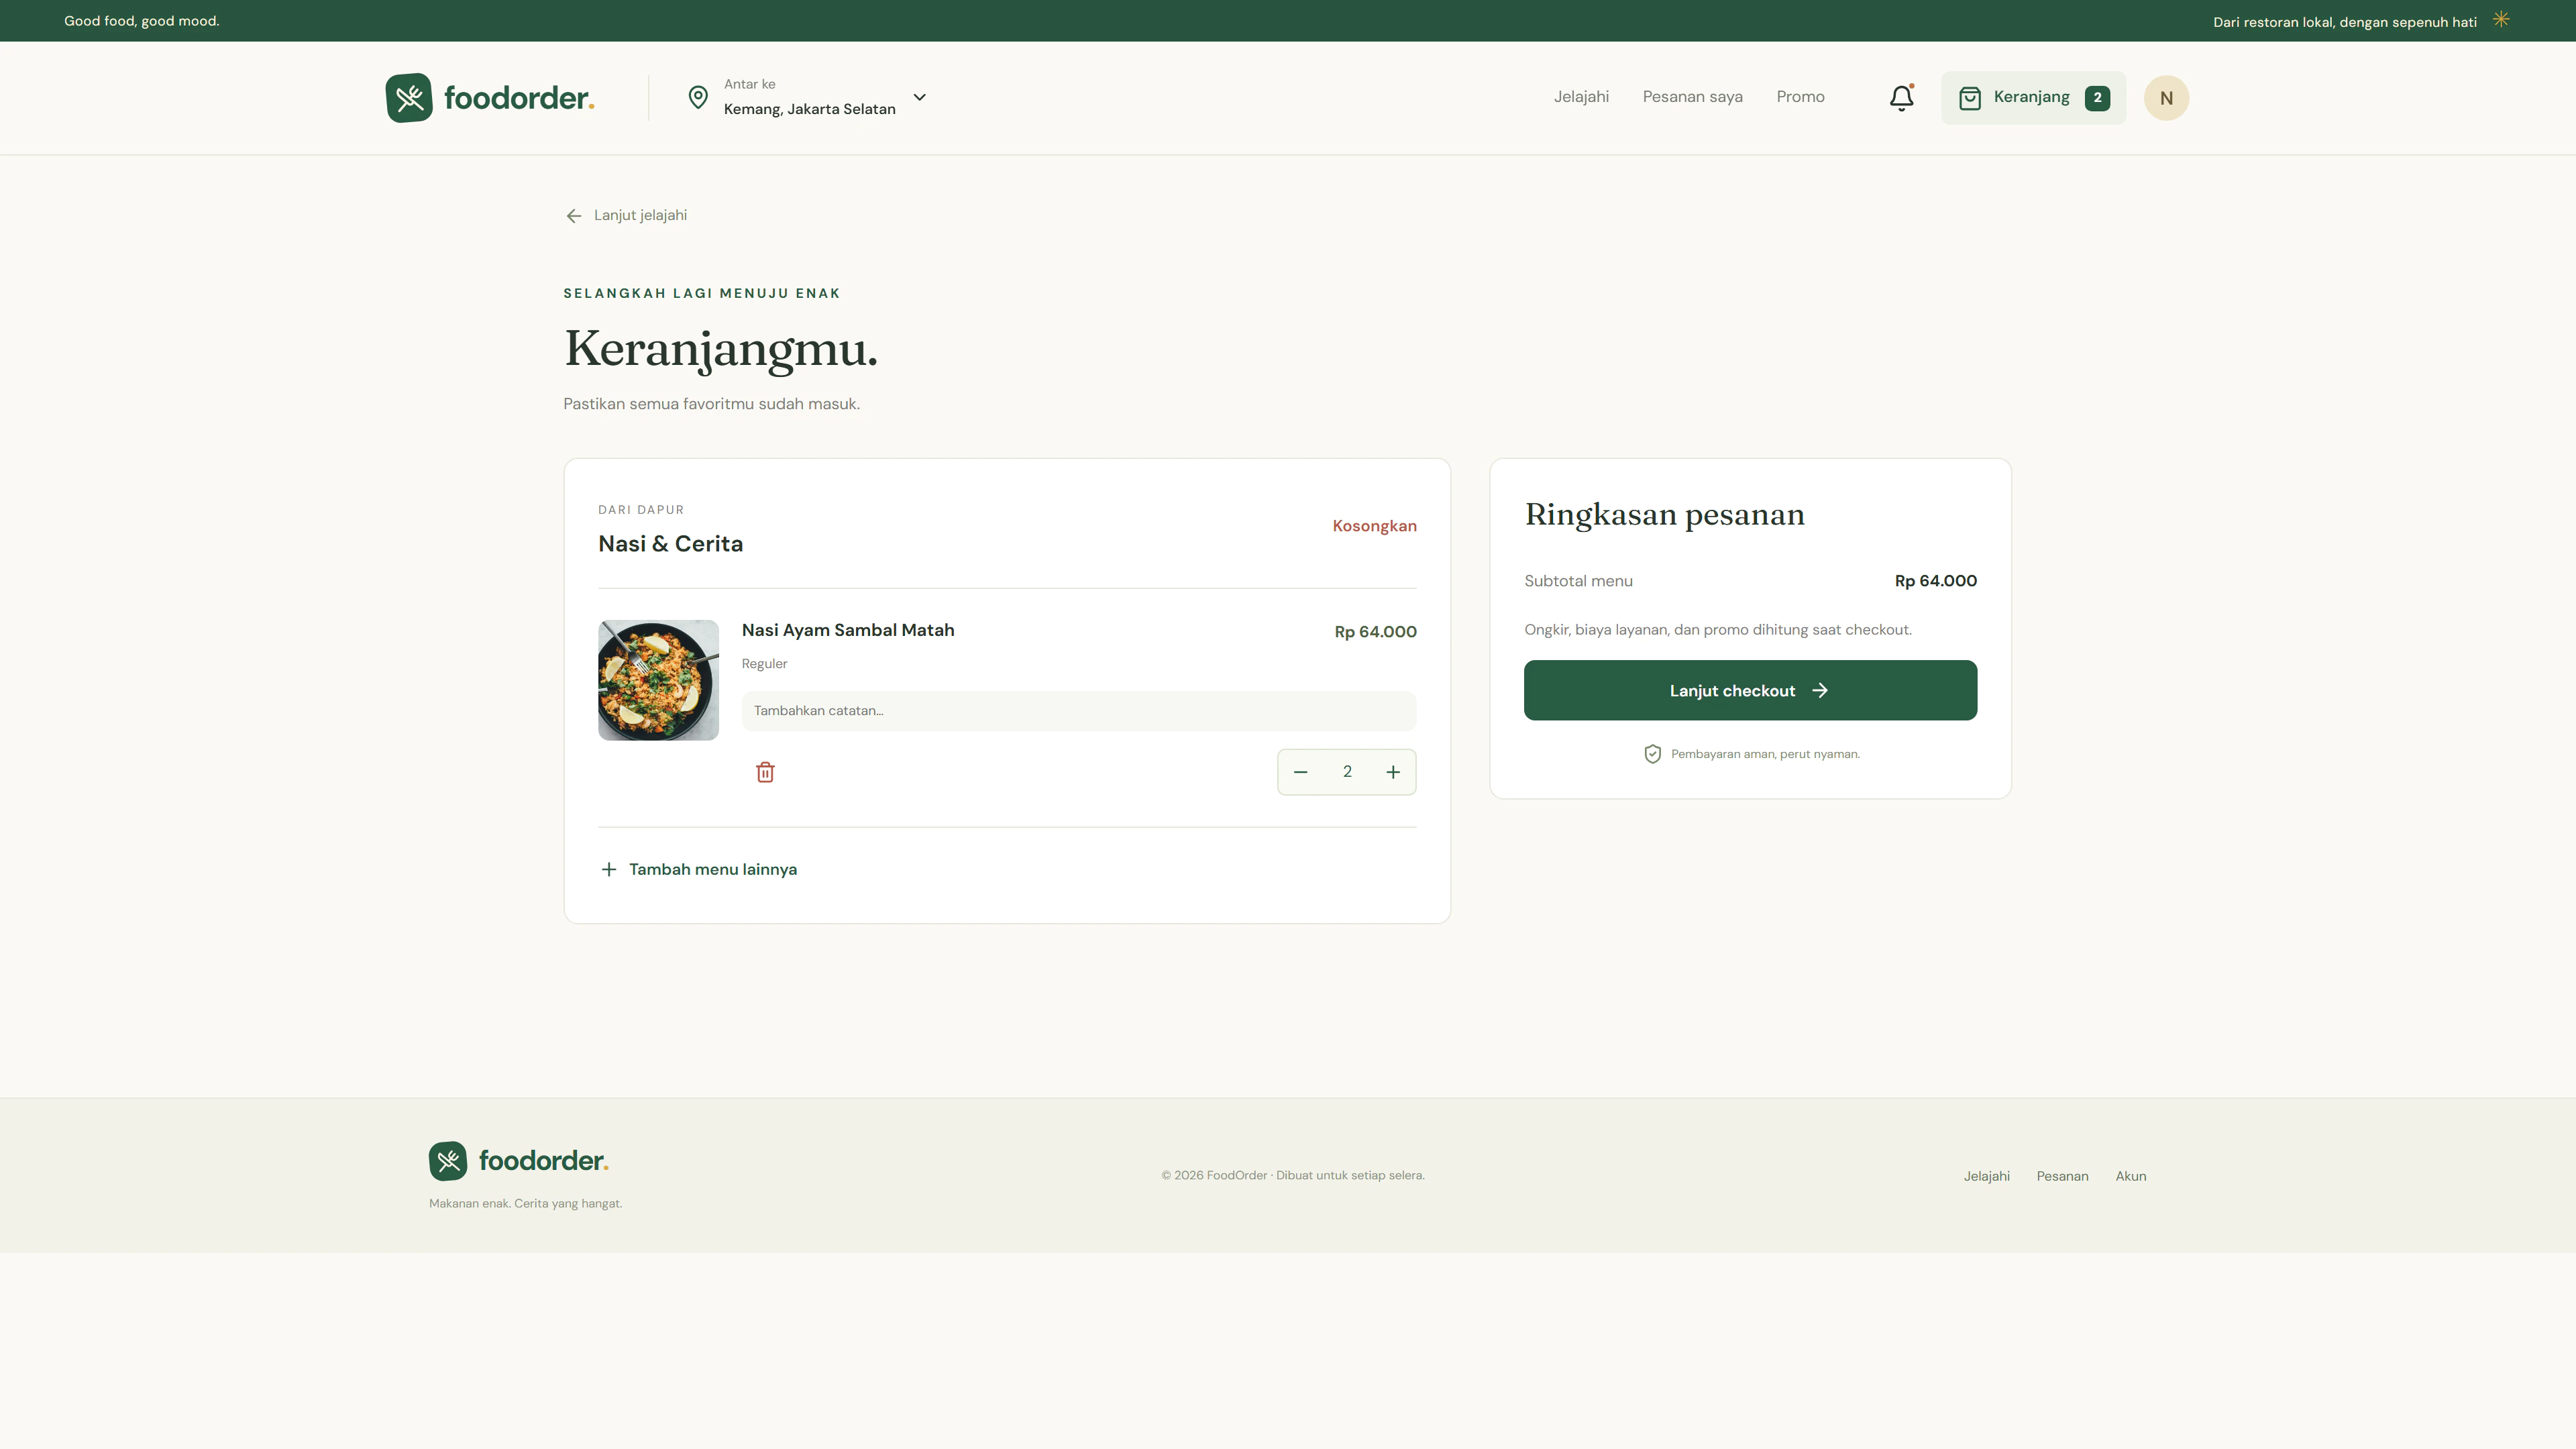 Good food, good mood.
Dari restoran lokal, dengan sepenuh hati
foodorder.
Antar ke
Kemang, Jakarta Selatan
Jelajahi
Pesanan saya
Promo
Keranjang 2
N
Lanjut jelajahi
SELANGKAH LAGI MENUJU ENAK
Keranjangmu.
Pastikan semua favoritmu sudah masuk.
DARI DAPUR
Nasi & Cerita
Kosongkan
Nasi Ayam Sambal Matah
Rp 64.000
Reguler
Tambahkan catatan...
2
Tambah menu lainnya
Ringkasan pesanan
Subtotal menu
Rp 64.000
Ongkir, biaya layanan, dan promo dihitung saat checkout.
Lanjut checkout
Pembayaran aman, perut nyaman.
foodorder.
Makanan enak. Cerita yang hangat.
© 2026 FoodOrder · Dibuat untuk setiap selera.
Jelajahi
Pesanan
Akun